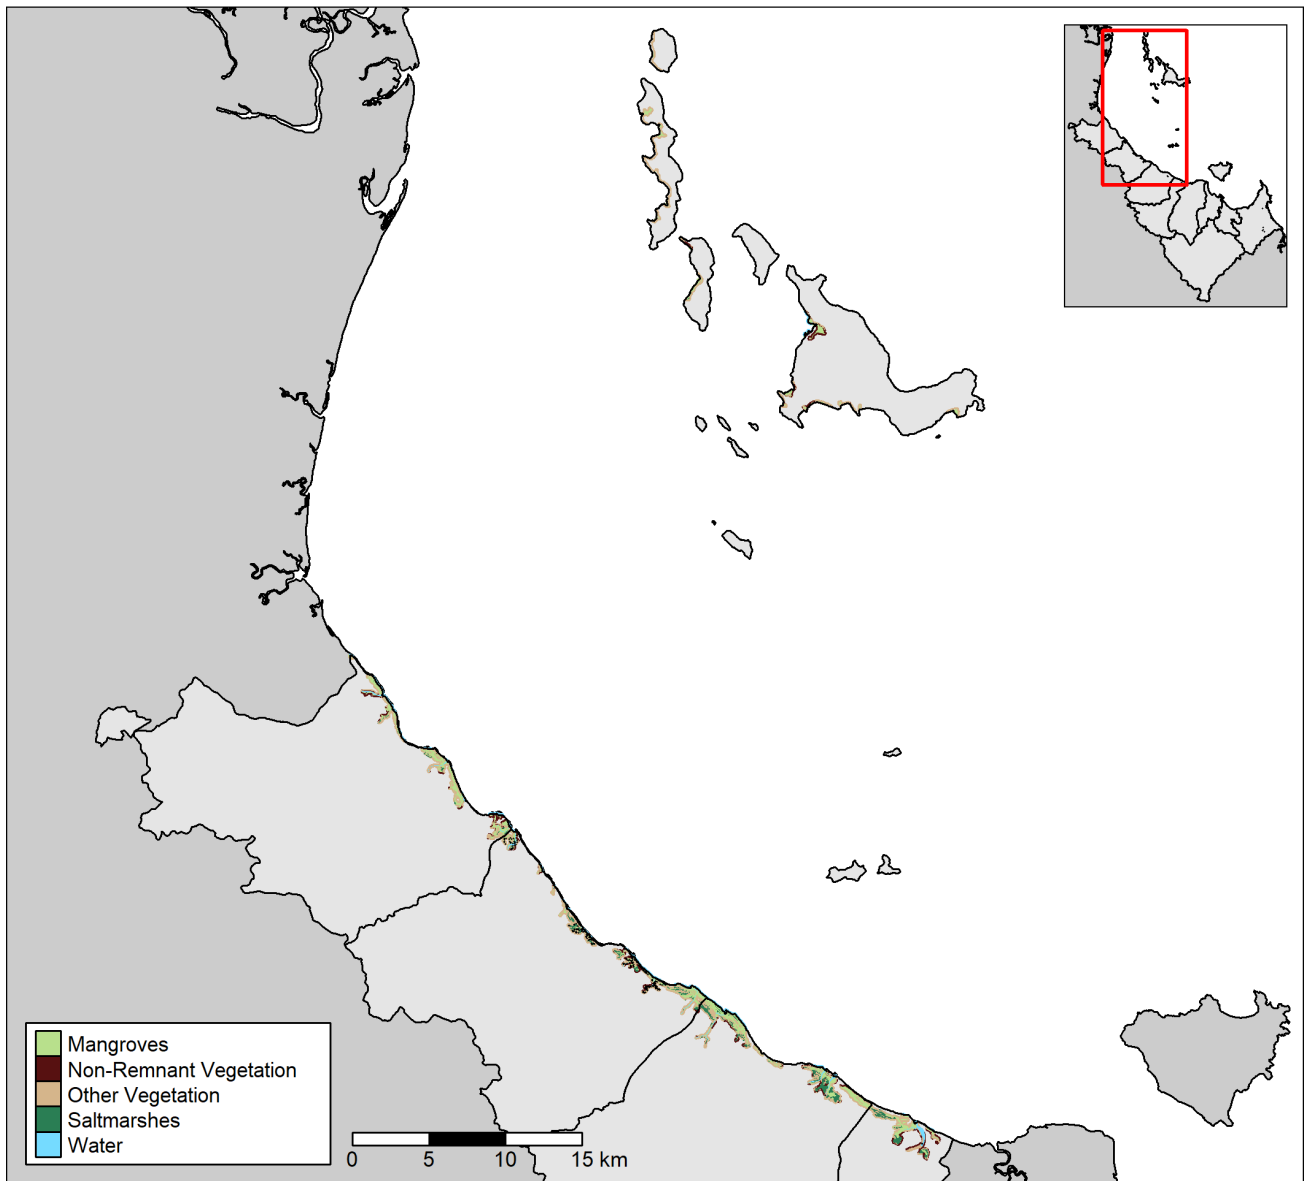 Mangroves
Non-Remnant Vegetation
Other Vegetation
Saltmarshes
Water
0 5 10 15 km